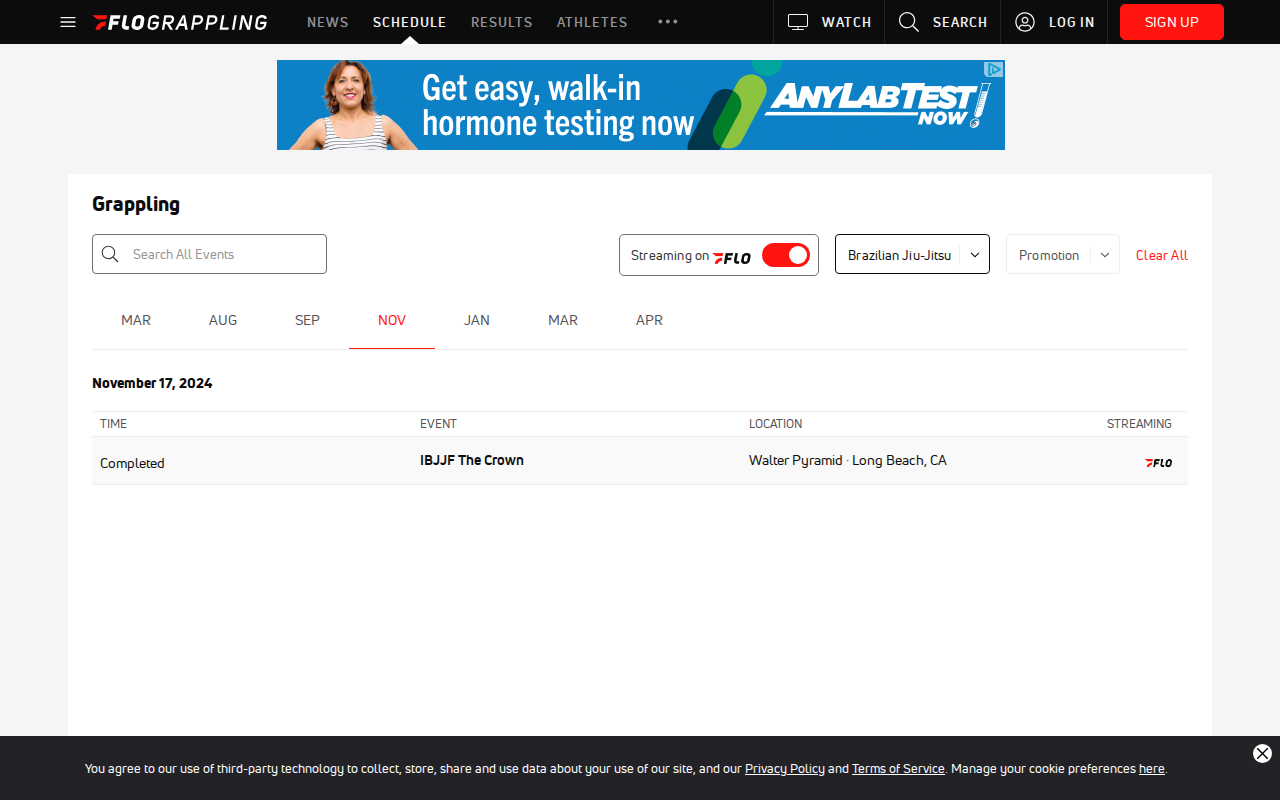 FLOGRAPPLING NEWS SCHEDULE RESULTS ATHLETES WATCH SEARCH LOG IN SIGN UP
Get easy, walk-in
hormone testing now
ANYLABTEST
NOW
Grappling
Search All Events
Streaming on FLO
Brazilian Jiu-Jitsu
Promotion
Clear All
MAR AUG SEP NOV JAN MAR APR
November 17, 2024
TIME EVENT LOCATION STREAMING
Completed IBJJF The Crown Walter Pyramid · Long Beach, CA FLO
You agree to our use of third-party technology to collect, store, share and use data about your use of our site, and our Privacy Policy and Terms of Service. Manage your cookie preferences here.